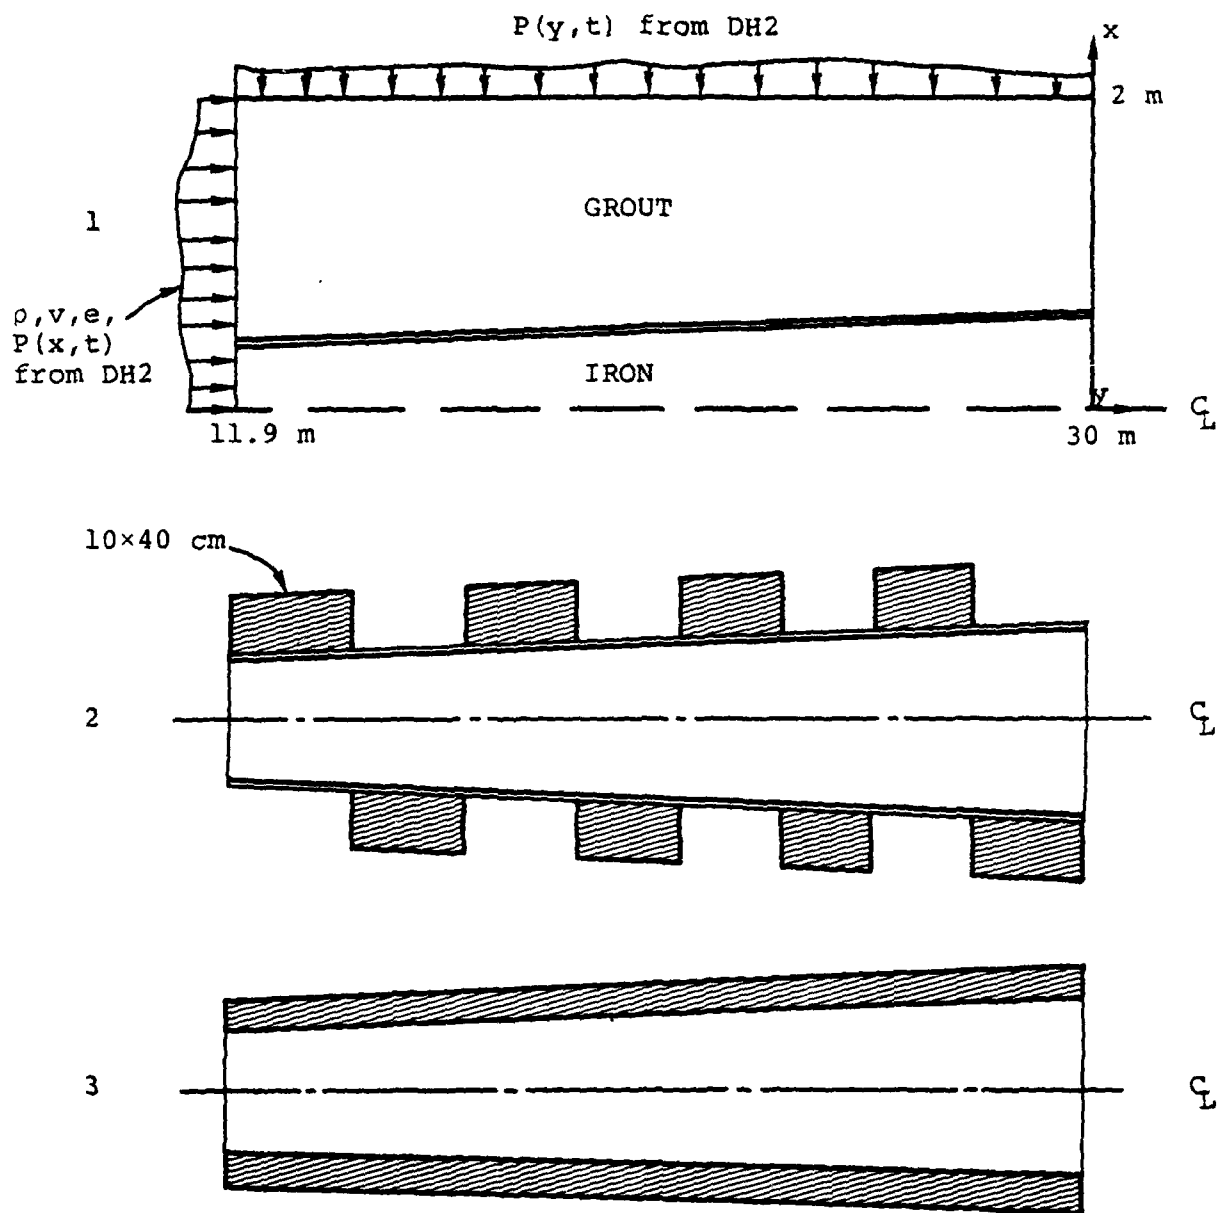 P(y,t) from DH2
x
2 m
GROUT
1
ρ,v,e,
P(x,t)
from DH2
IRON
y
C
L
11.9 m
30 m
10×40 cm
2
C
L
3
C
L